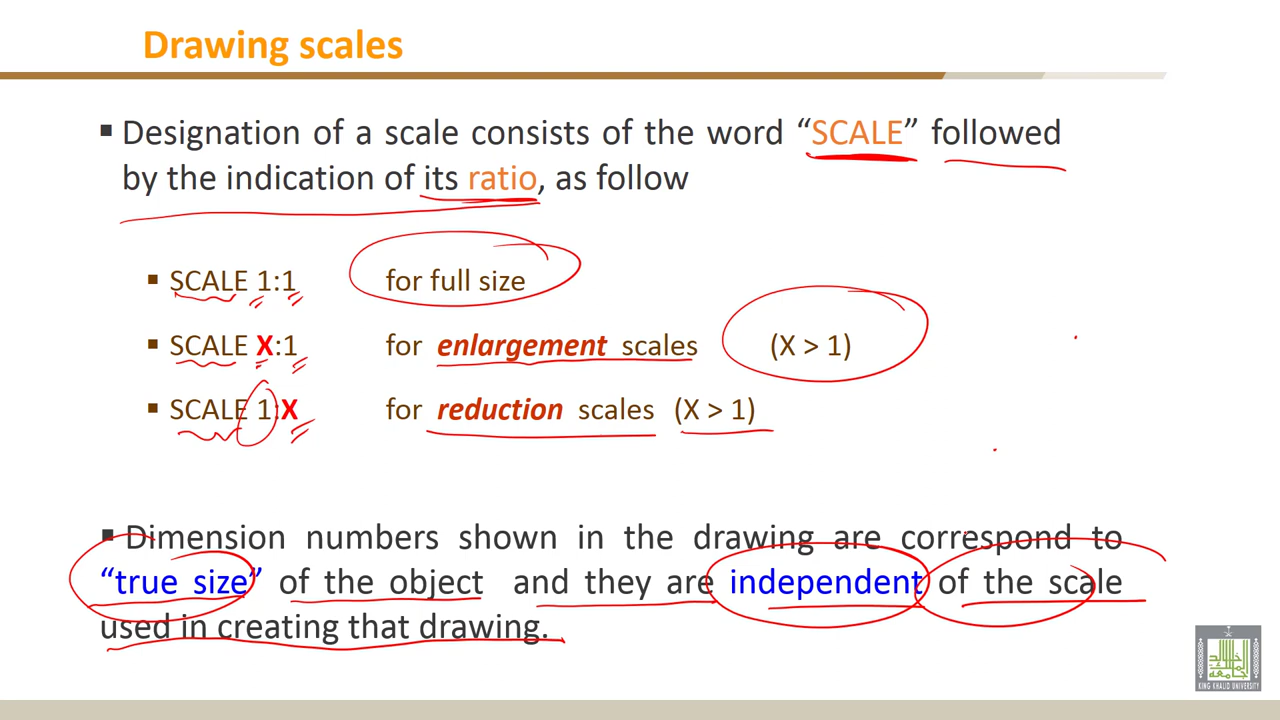 Drawing scales
▪ Designation of a scale consists of the word “SCALE” followed
by the indication of its ratio, as follow
▪ SCALE 1:1 for full size
▪ SCALE X:1 for enlargement scales (X > 1)
▪ SCALE 1:X for reduction scales (X > 1)
▪ Dimension numbers shown in the drawing are correspond to
“true size” of the object and they are independent of the scale
used in creating that drawing.
KING KHALID UNIVERSITY